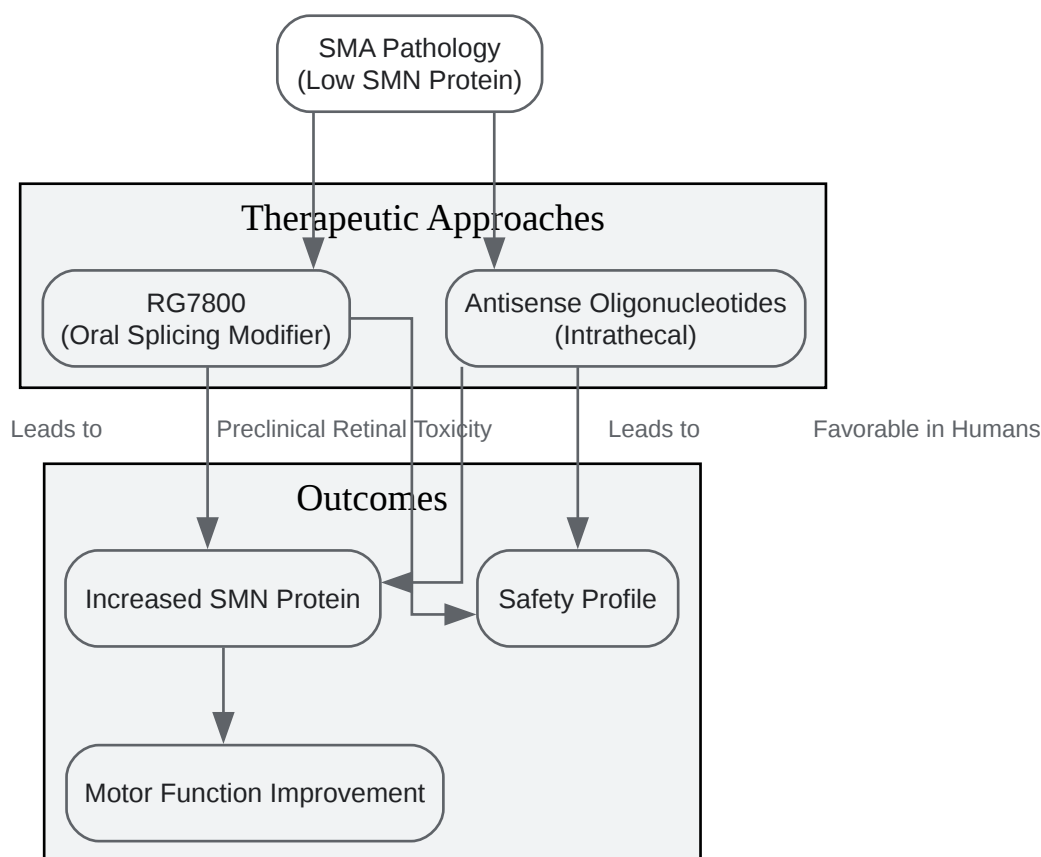 SMA Pathology
(Low SMN Protein)
Therapeutic Approaches
RG7800
(Oral Splicing Modifier)
Antisense Oligonucleotides
(Intrathecal)
Leads to
Preclinical Retinal Toxicity
Leads to
Favorable in Humans
Outcomes
Increased SMN Protein
Safety Profile
Motor Function Improvement